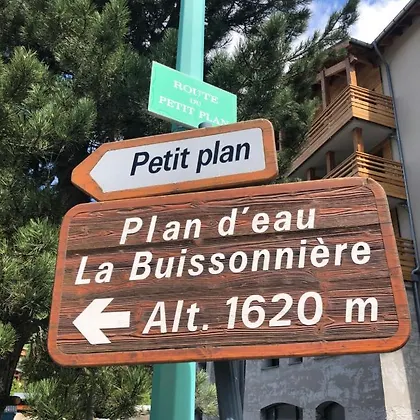 ROUTE
DU
PETIT PLAN
Petit plan
Plan d'eau
La Buissonnière
Alt. 1620 m